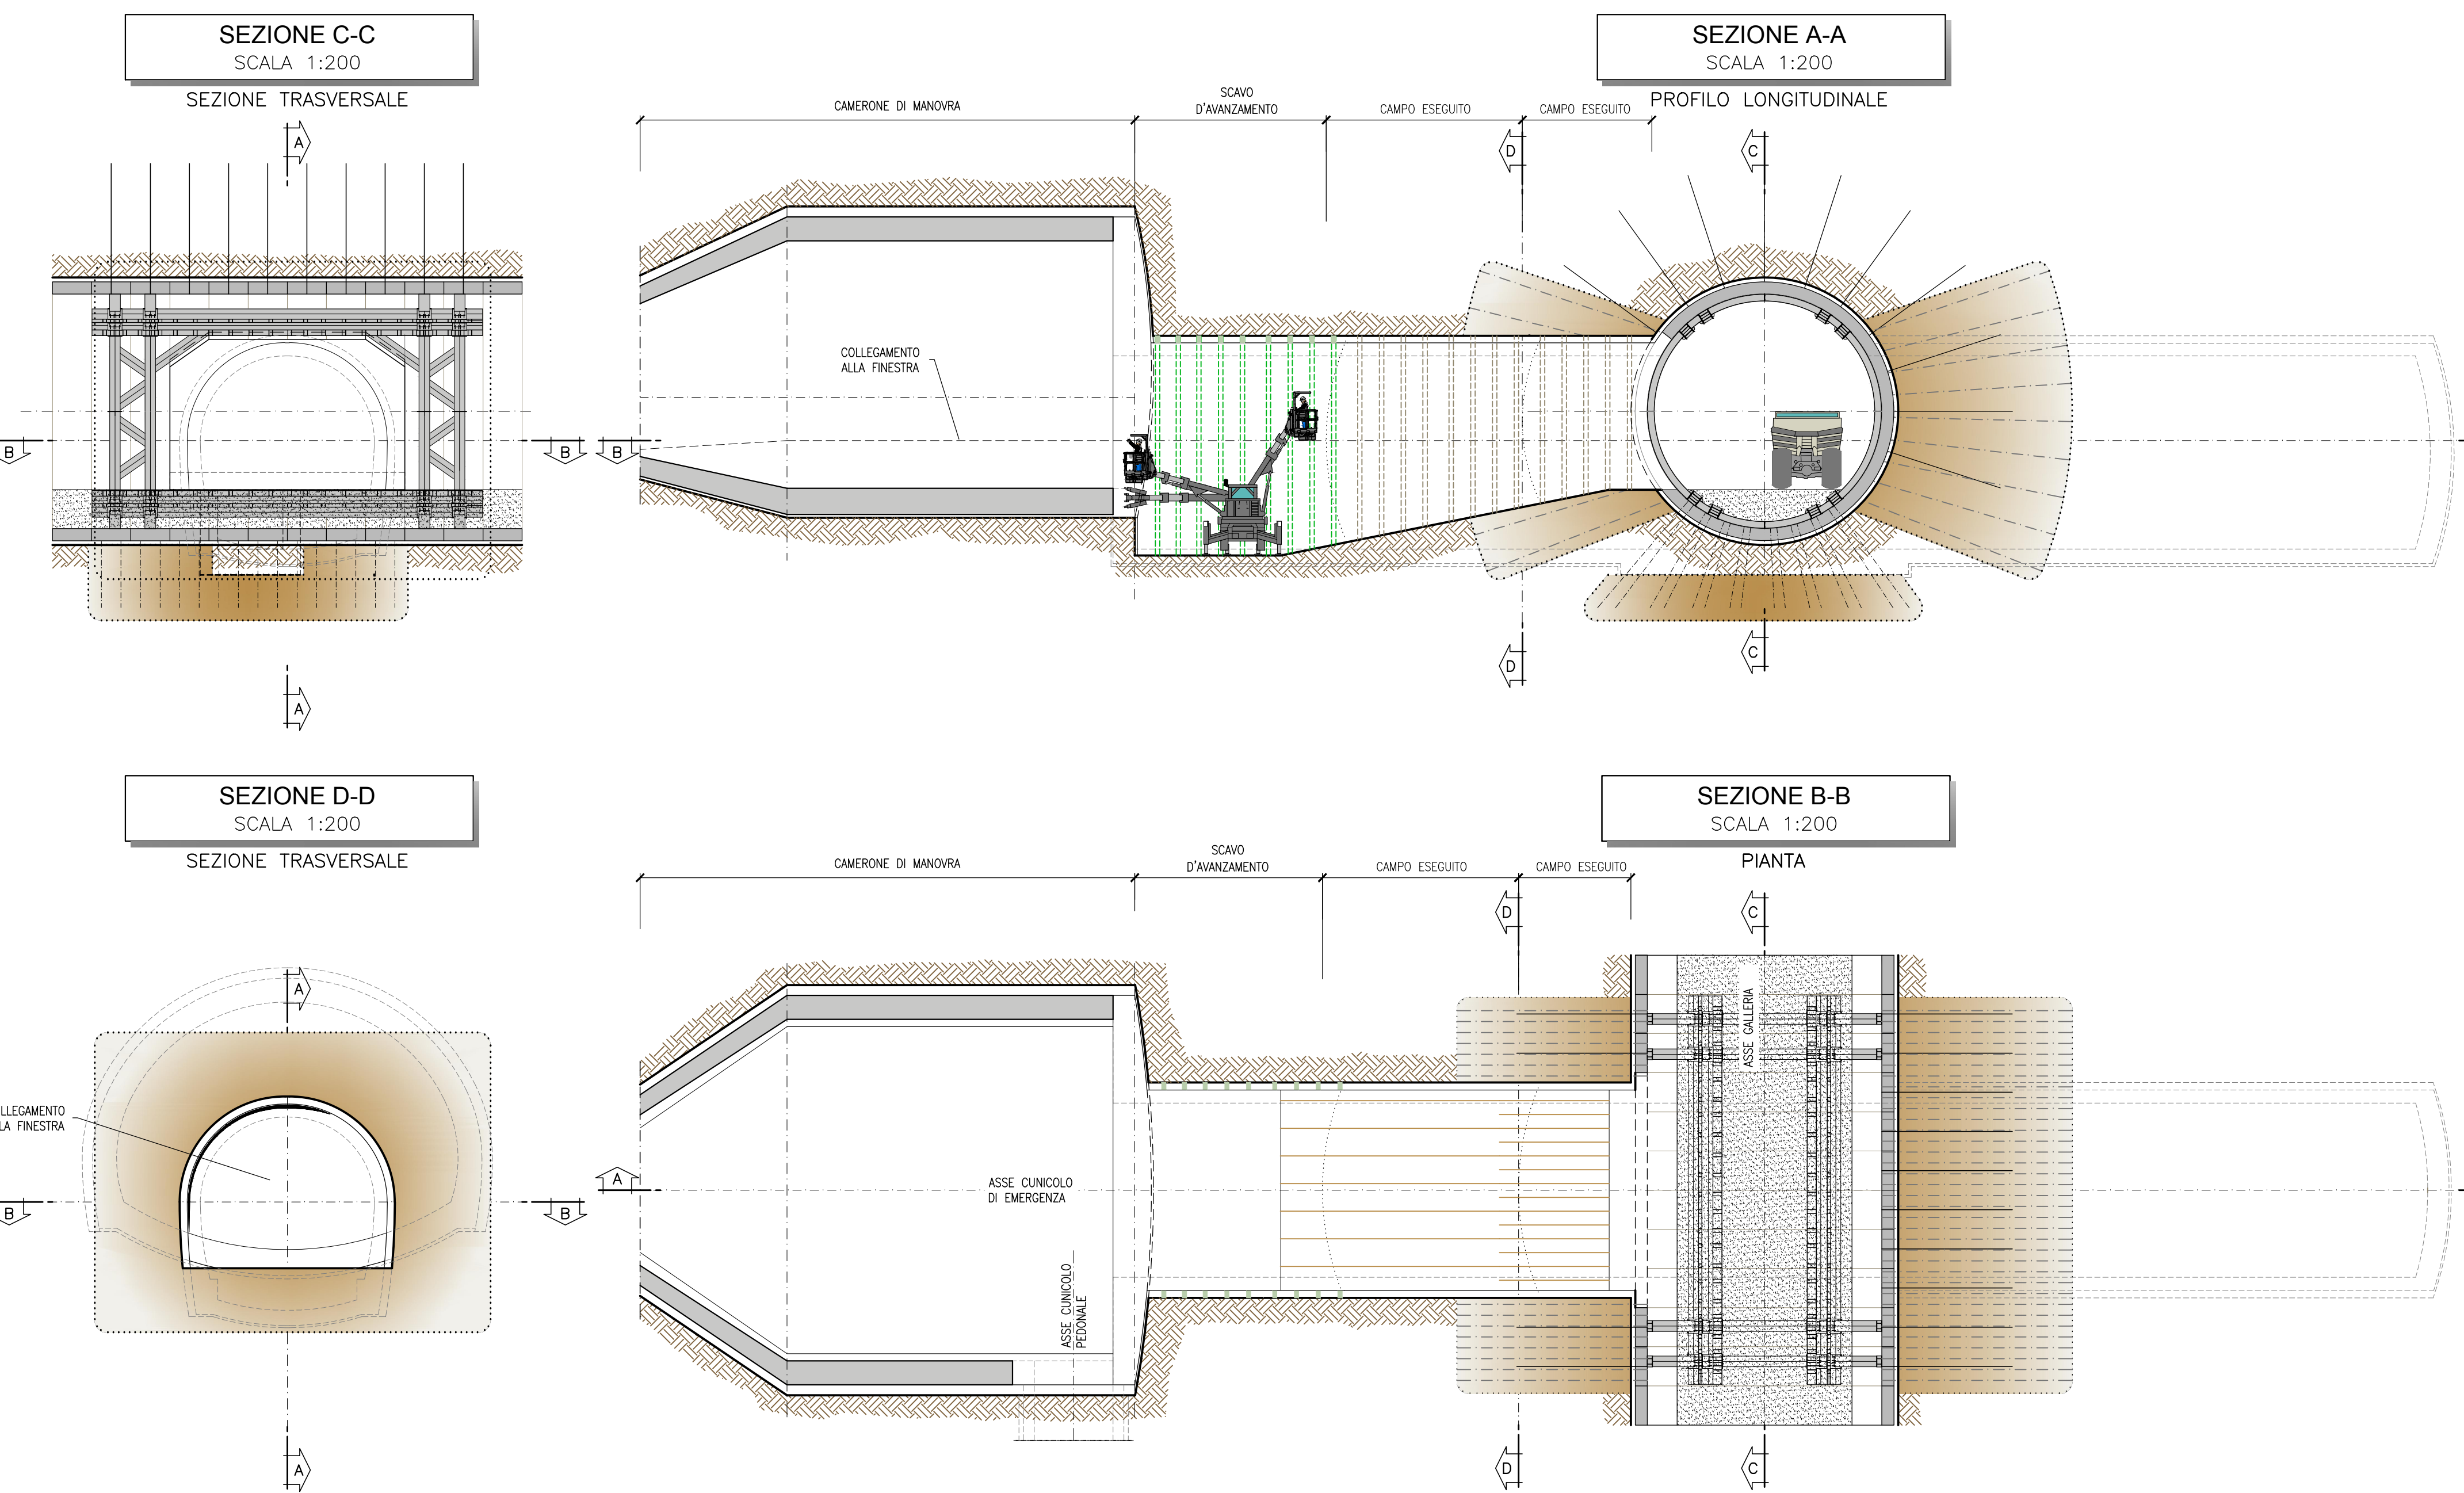 SEZIONE C-C
SCALA 1:200
SEZIONE TRASVERSALE
A
B
B
A
SEZIONE A-A
SCALA 1:200
PROFILO LONGITUDINALE
CAMERONE DI MANOVRA
SCAVO
D'AVANZAMENTO
CAMPO ESEGUITO
CAMPO ESEGUITO
D
C
COLLEGAMENTO
ALLA FINESTRA
B
D
C
SEZIONE D-D
SCALA 1:200
SEZIONE TRASVERSALE
A
LLEGAMENTO
LA FINESTRA
B
B
A
SEZIONE B-B
SCALA 1:200
PIANTA
CAMERONE DI MANOVRA
SCAVO
D'AVANZAMENTO
CAMPO ESEGUITO
CAMPO ESEGUITO
D
C
ASSE GALLERIA
A
ASSE CUNICOLO
DI EMERGENZA
ASSE CUNICOLO
PEDONALE
D
C